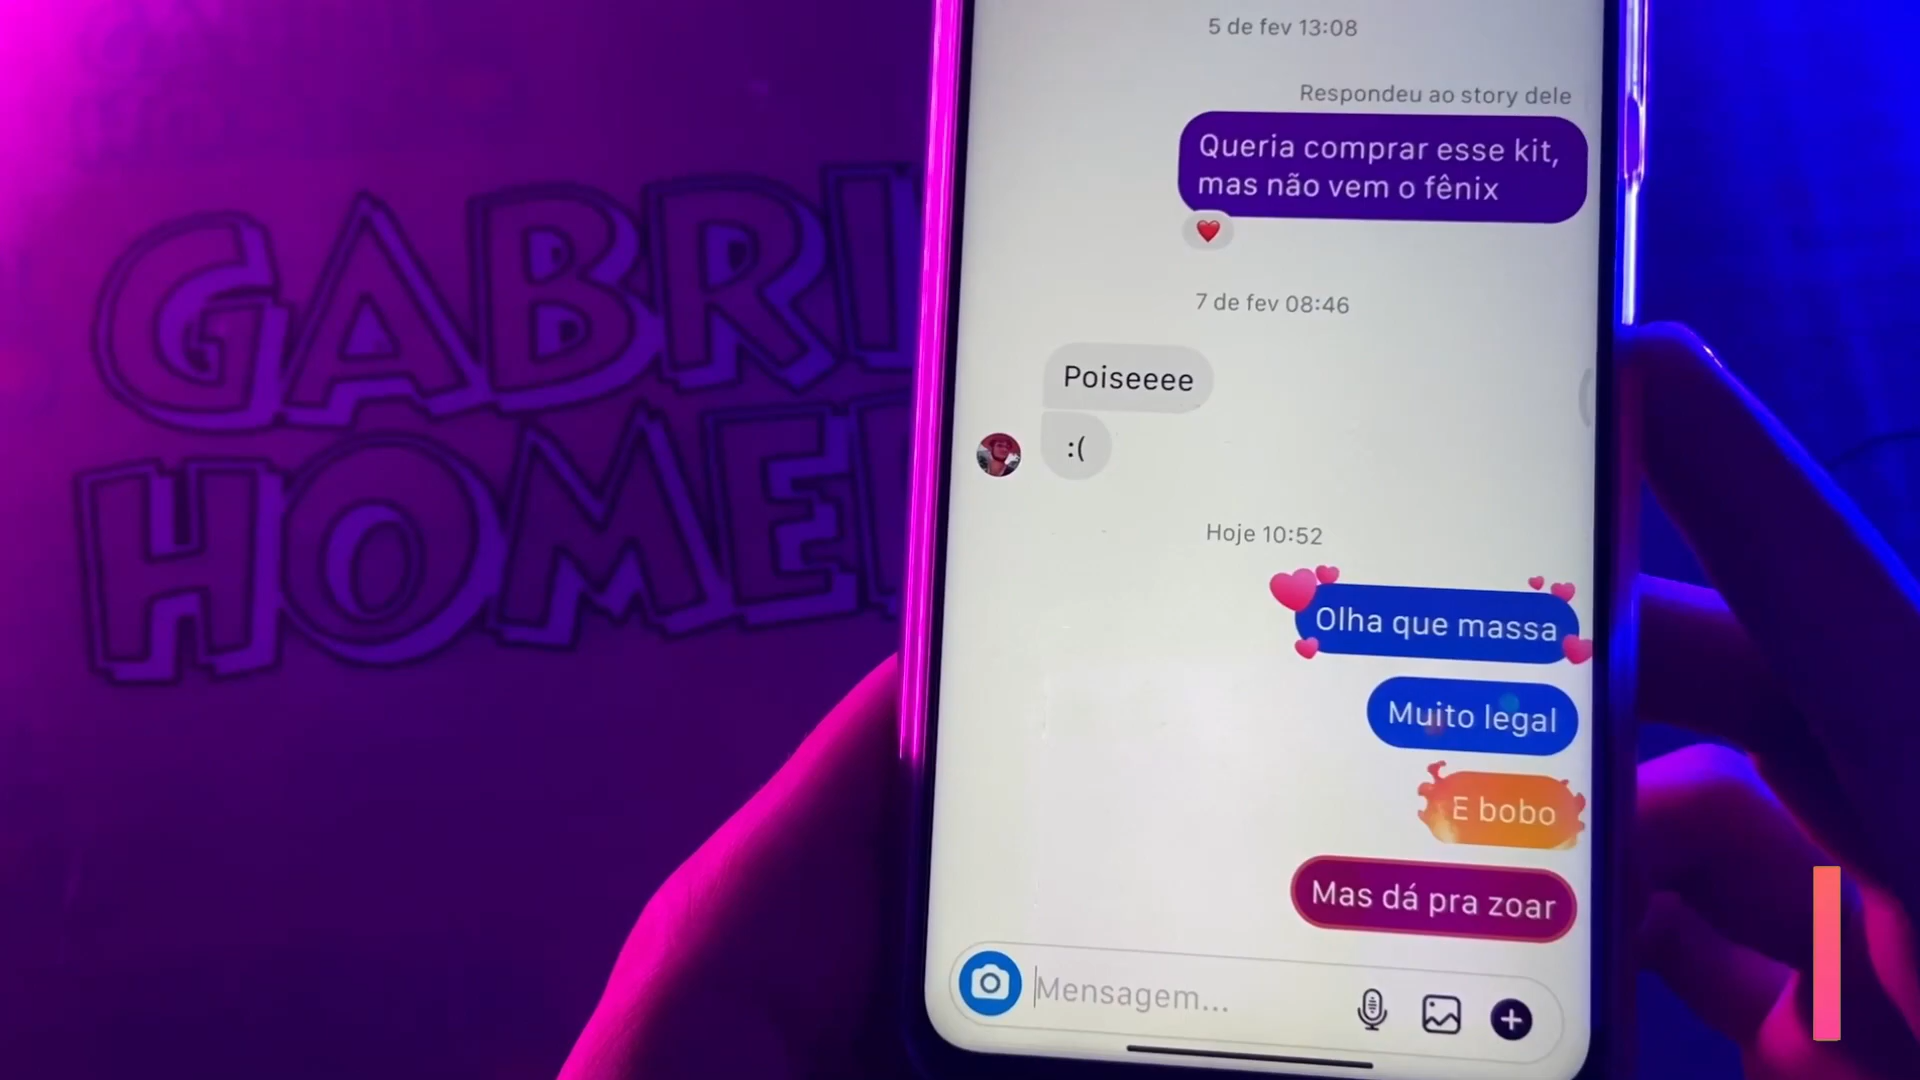 GABRI
HOME
5 de fev 13:08
Respondeu ao story dele
Queria comprar esse kit,
mas não vem o fênix
7 de fev 08:46
Poiseeee
:(
Hoje 10:52
Olha que massa
Muito legal
E bobo
Mas dá pra zoar
Mensagem...